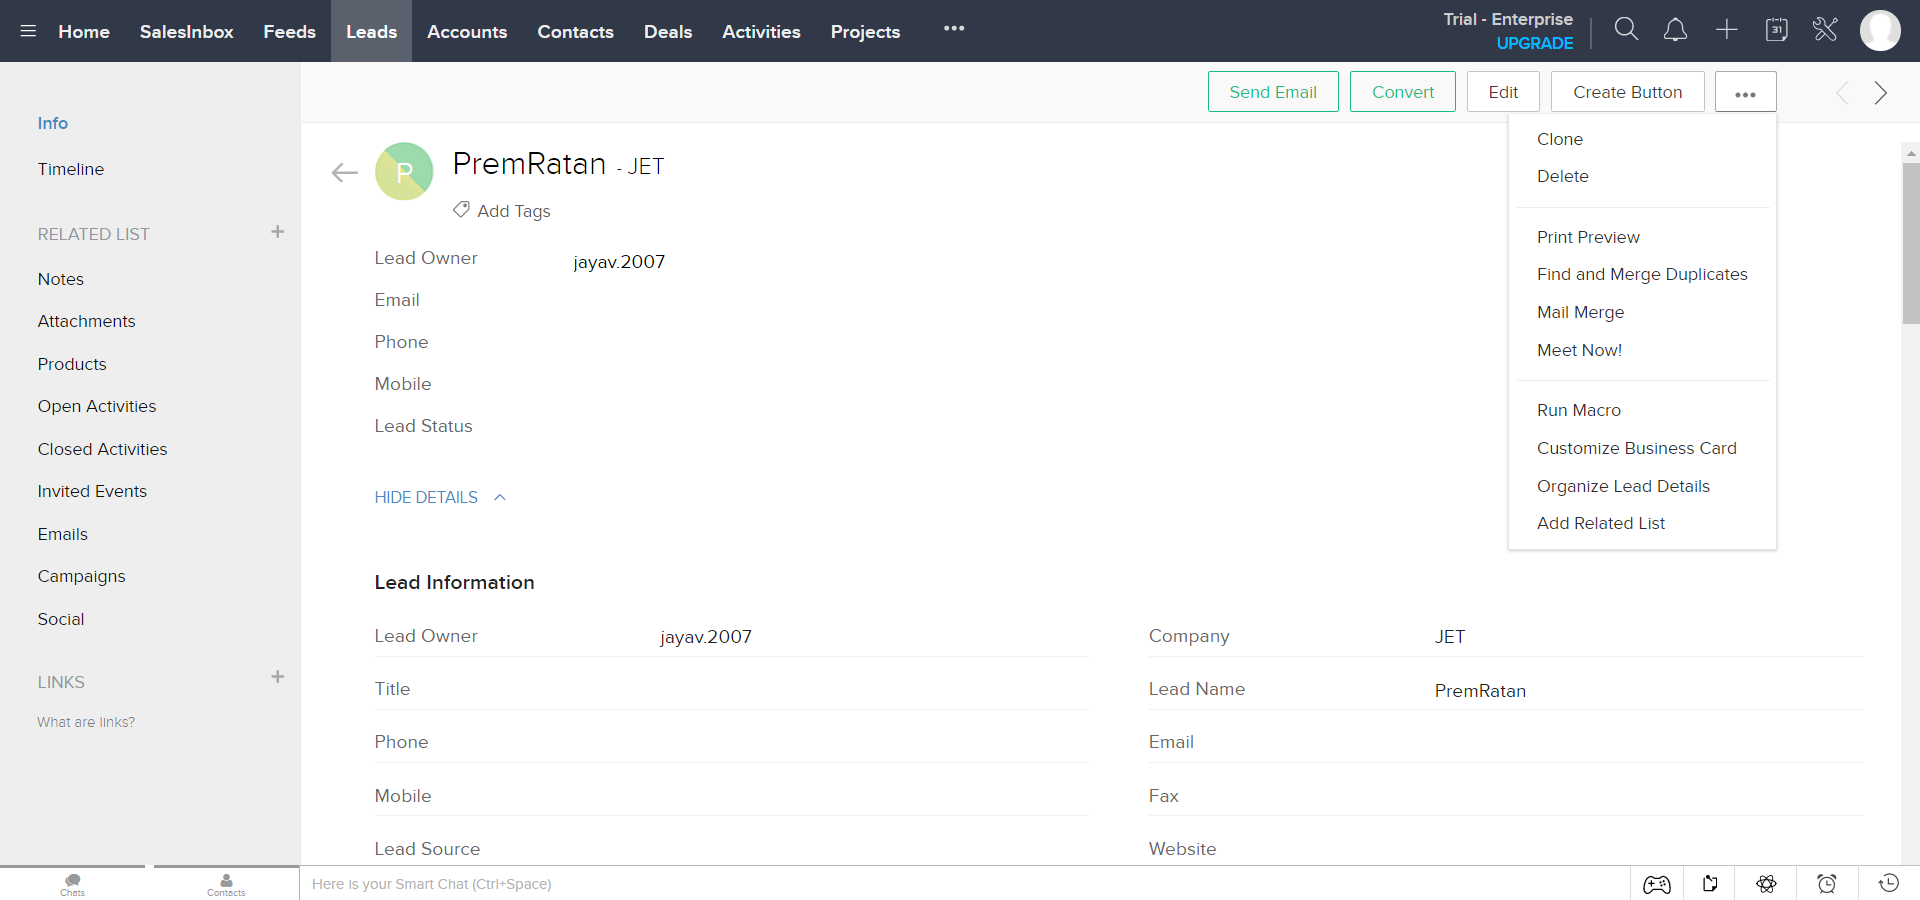 Home SalesInbox Feeds Leads Accounts Contacts Deals Activities Projects
Trial - Enterprise
UPGRADE
31
Send Email Convert Edit Create Button
Info
Timeline
RELATED LIST
Notes
Attachments
Products
Open Activities
Closed Activities
Invited Events
Emails
Campaigns
Social
LINKS
What are links?
P
PremRatan - JET
Add Tags
Lead Owner jayav.2007
Email
Phone
Mobile
Lead Status
HIDE DETAILS
Clone
Delete
Print Preview
Find and Merge Duplicates
Mail Merge
Meet Now!
Run Macro
Customize Business Card
Organize Lead Details
Add Related List
Lead Information
Lead Owner jayav.2007 Company JET
Title Lead Name PremRatan
Phone Email
Mobile Fax
Lead Source Website
Chats Contacts Here is your Smart Chat (Ctrl+Space)